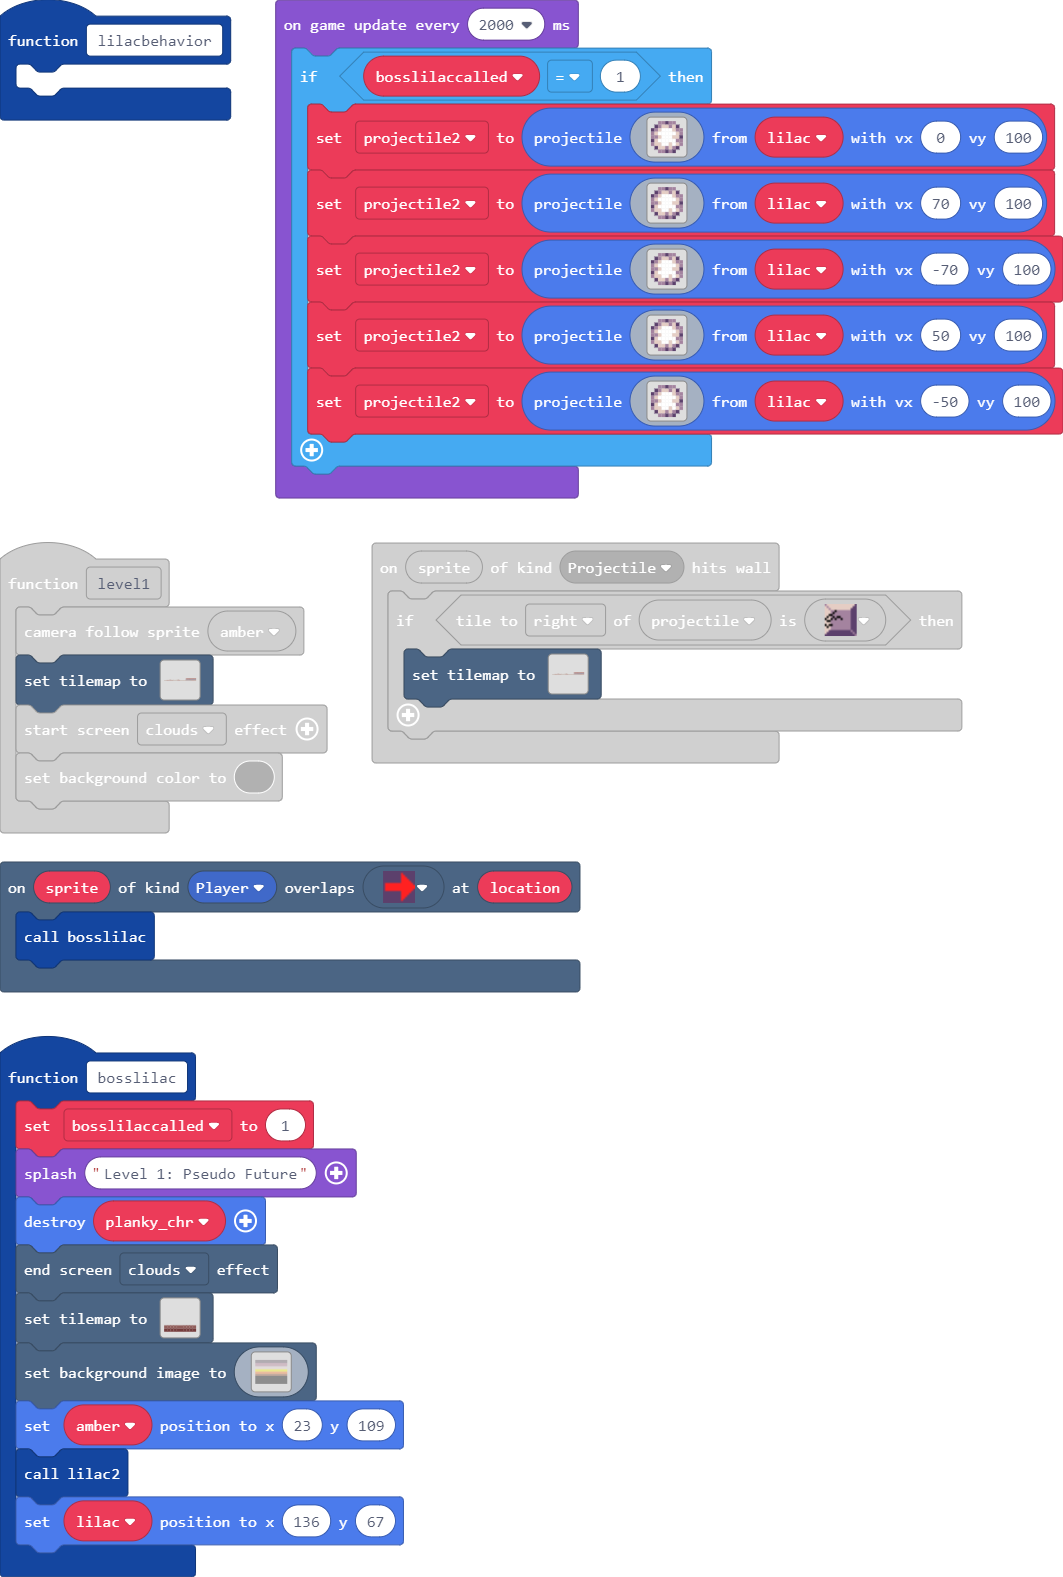 function lilacbehavior
on game update every 2000 ms
if bosslilaccalled = 1 then
set projectile2 to projectile from lilac with vx 0 vy 100
set projectile2 to projectile from lilac with vx 70 vy 100
set projectile2 to projectile from lilac with vx -70 vy 100
set projectile2 to projectile from lilac with vx 50 vy 100
set projectile2 to projectile from lilac with vx -50 vy 100
function level1
camera follow sprite amber
set tilemap to
start screen clouds effect
set background color to
on sprite of kind Projectile hits wall
if tile to right of projectile is then
set tilemap to
on sprite of kind Player overlaps at location
call bosslilac
function bosslilac
set bosslilaccalled to 1
splash "Level 1: Pseudo Future"
destroy planky_chr
end screen clouds effect
set tilemap to
set background image to
set amber position to x 23 y 109
call lilac2
set lilac position to x 136 y 67